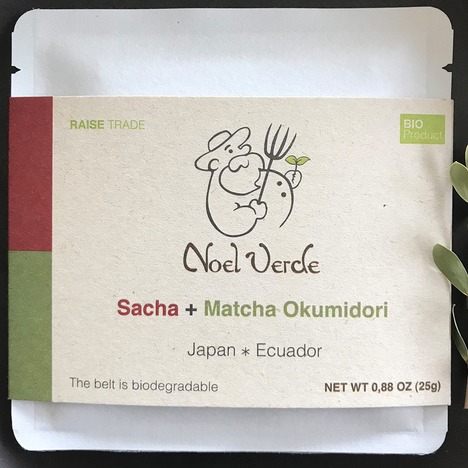 RAISE TRADE
BIO
Product
Noel Verde
Sacha + Matcha Okumidori
Japan * Ecuador
The belt is biodegradable
NET WT 0,88 OZ (25g)